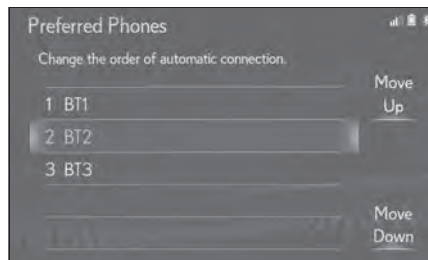 Preferred Phones
Change the order of automatic connection.
Move
Up
1 BT1
2 BT2
3 BT3
Move
Down